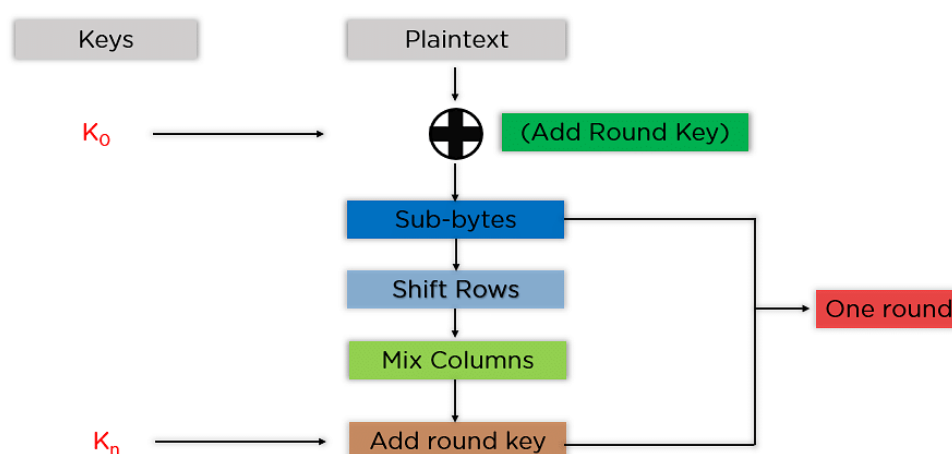 Keys
Plaintext
K₀
(Add Round Key)
Sub-bytes
Shift Rows
Mix Columns
One round
Kₙ
Add round key